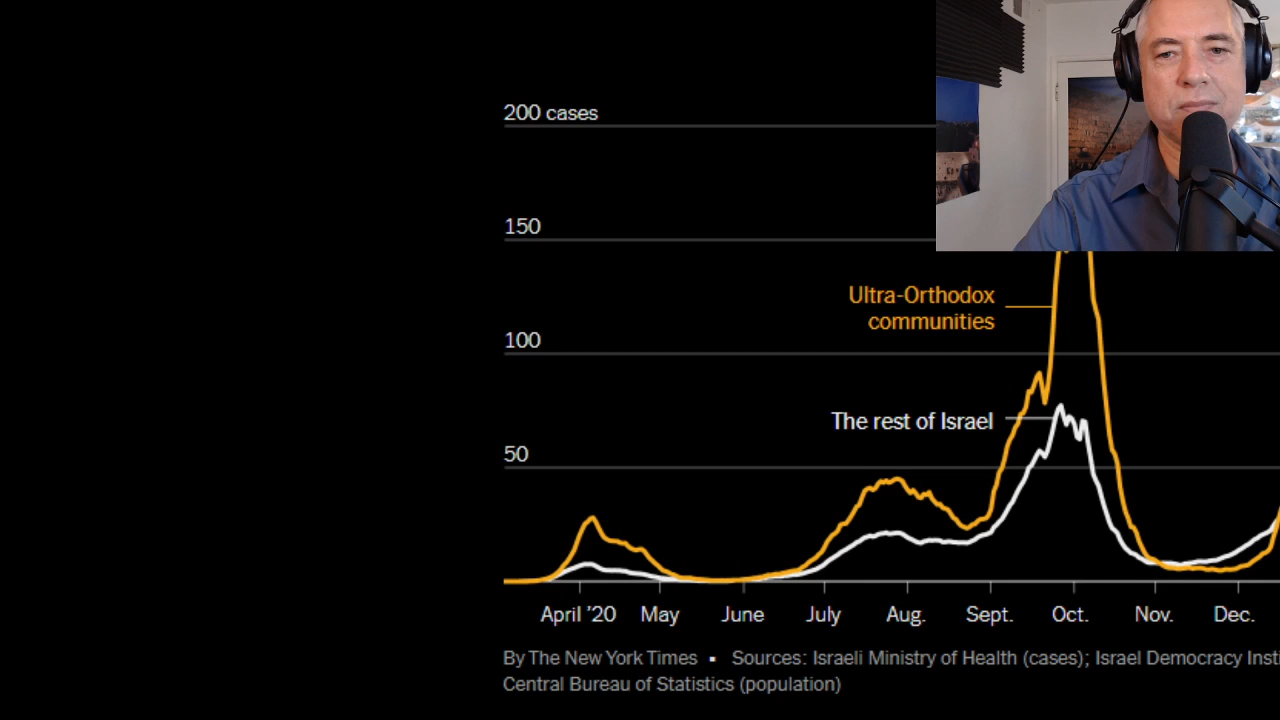 200 cases
150
Ultra-Orthodox
communities
100
The rest of Israel
50
April '20 May June July Aug. Sept. Oct. Nov. Dec.
By The New York Times ▪ Sources: Israeli Ministry of Health (cases); Israel Democracy Insti
Central Bureau of Statistics (population)